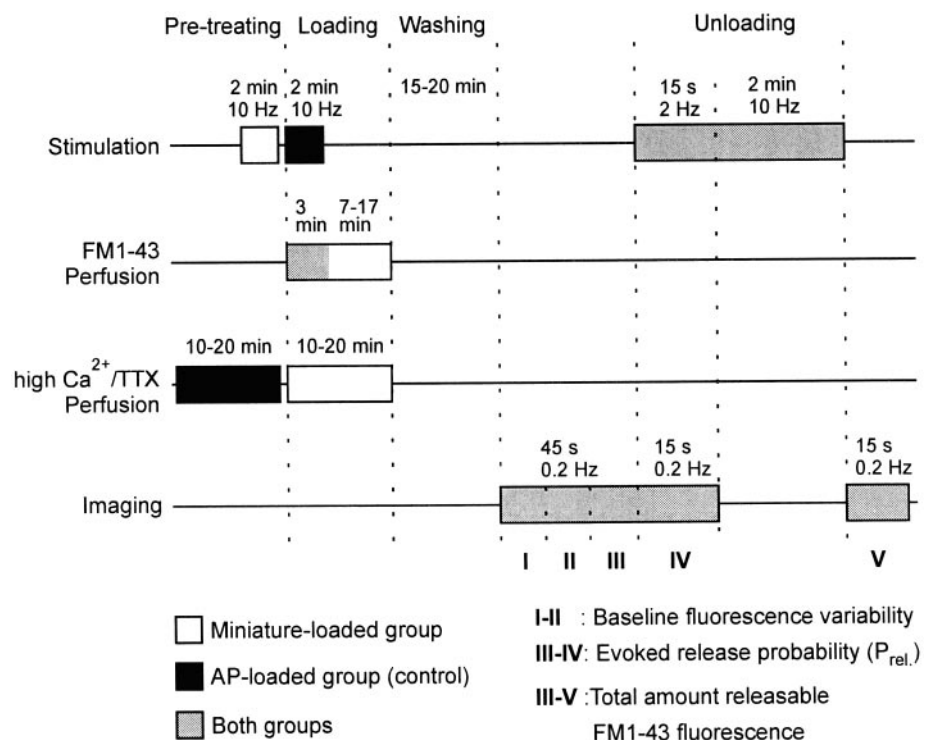 Pre-treating Loading Washing Unloading
2 min 2 min 15-20 min 15 s 2 min
10 Hz 10 Hz 2 Hz 10 Hz
Stimulation
3 7-17
min min
FM1-43
Perfusion
10-20 min 10-20 min
high Ca²⁺/TTX
Perfusion
45 s 15 s 15 s
0.2 Hz 0.2 Hz 0.2 Hz
Imaging
I II III IV V
Miniature-loaded group
AP-loaded group (control)
Both groups
I-II : Baseline fluorescence variability
III-IV: Evoked release probability (P_rel.)
III-V :Total amount releasable
FM1-43 fluorescence